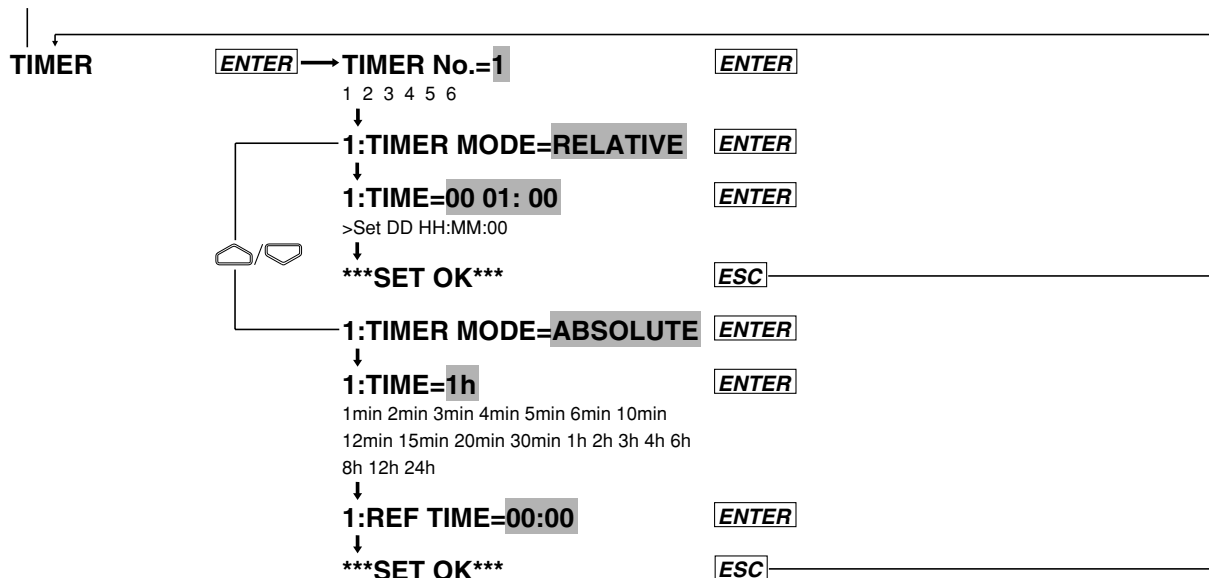 TIMER ENTER TIMER No.=1 ENTER
1 2 3 4 5 6
1:TIMER MODE=RELATIVE ENTER
1:TIME=00 01: 00 ENTER
>Set DD HH:MM:00
/
***SET OK*** ESC
1:TIMER MODE=ABSOLUTE ENTER
1:TIME=1h ENTER
1min 2min 3min 4min 5min 6min 10min
12min 15min 20min 30min 1h 2h 3h 4h 6h
8h 12h 24h
1:REF TIME=00:00 ENTER
***SET OK*** ESC